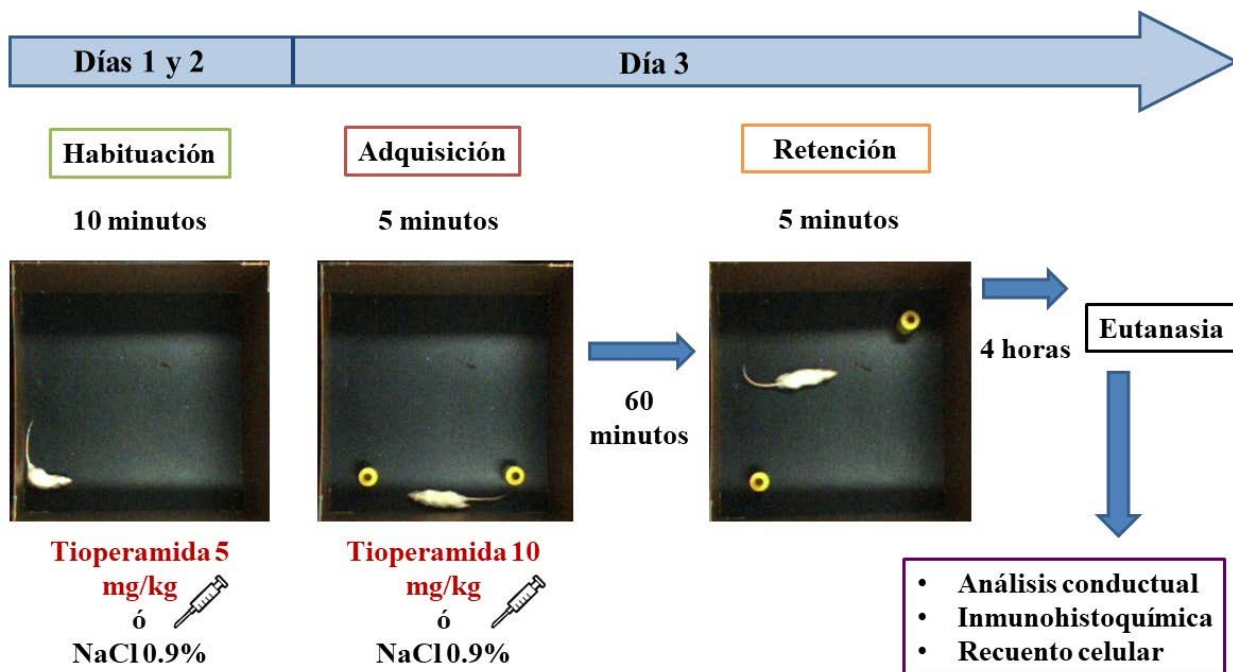 Días 1 y 2
Día 3
Habituación
Adquisición
Retención
10 minutos
5 minutos
5 minutos
60
minutos
4 horas
Eutanasia
Tioperamida 5
mg/kg
ó
NaCl 0.9%
Tioperamida 10
mg/kg
ó
NaCl 0.9%
• Análisis conductual
• Inmunohistoquímica
• Recuento celular